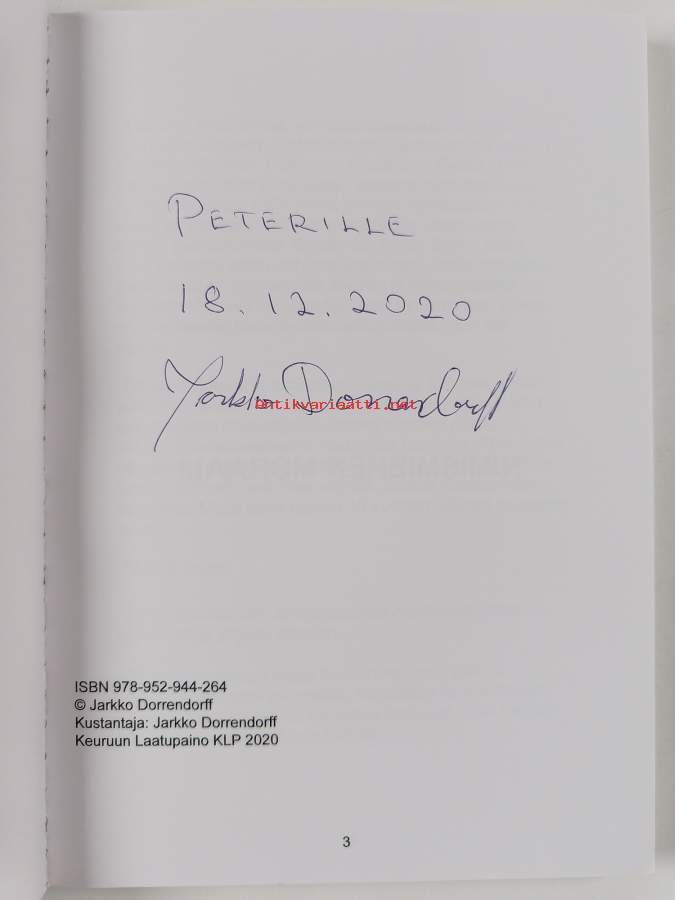 PETERILLE
18.12.2020
Jarkko Dorrendorff
antikvariaatti.net
ISBN 978-952-944-264
© Jarkko Dorrendorff
Kustantaja: Jarkko Dorrendorff
Keuruun Laatupaino KLP 2020
3